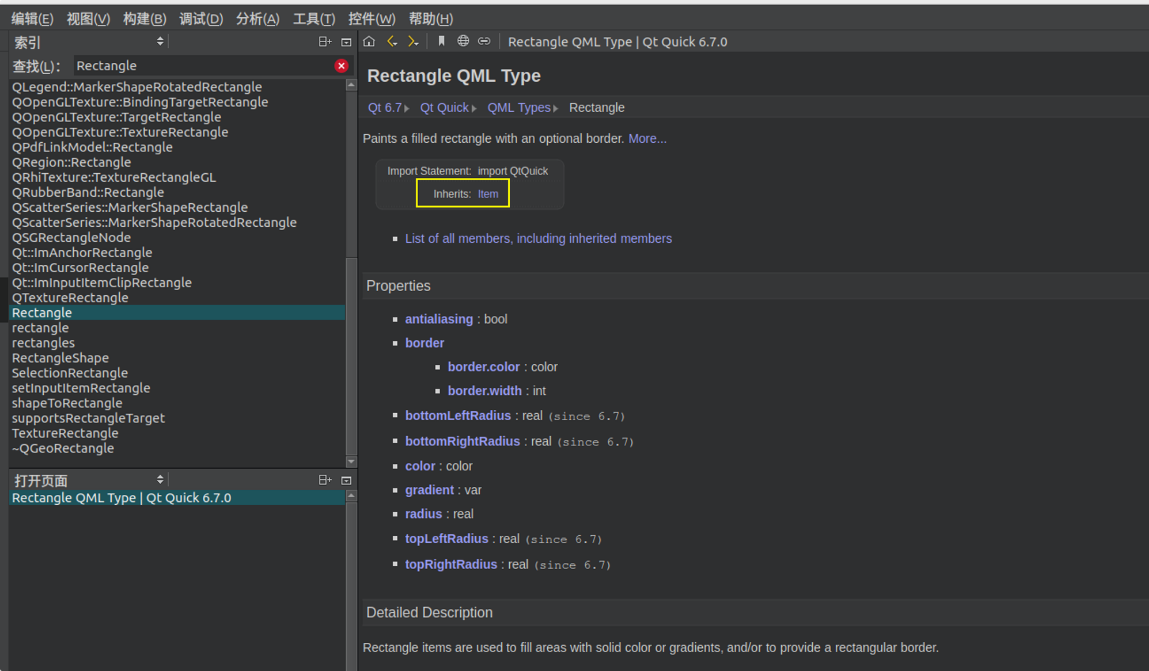 编辑(E) 视图(V) 构建(B) 调试(D) 分析(A) 工具(T) 控件(W) 帮助(H)
索引
查找(L): Rectangle
QLegend::MarkerShapeRotatedRectangle
QOpenGLTexture::BindingTargetRectangle
QOpenGLTexture::TargetRectangle
QOpenGLTexture::TextureRectangle
QPdfLinkModel::Rectangle
QRegion::Rectangle
QRhiTexture::TextureRectangleGL
QRubberBand::Rectangle
QScatterSeries::MarkerShapeRectangle
QScatterSeries::MarkerShapeRotatedRectangle
QSGRectangleNode
Qt::ImAnchorRectangle
Qt::ImCursorRectangle
Qt::ImInputItemClipRectangle
QTextureRectangle
Rectangle
rectangle
rectangles
RectangleShape
SelectionRectangle
setInputItemRectangle
shapeToRectangle
supportsRectangleTarget
TextureRectangle
~QGeoRectangle
打开页面
Rectangle QML Type | Qt Quick 6.7.0
Rectangle QML Type | Qt Quick 6.7.0
Rectangle QML Type
Qt 6.7 Qt Quick QML Types Rectangle
Paints a filled rectangle with an optional border. More...
Import Statement: import QtQuick
Inherits: Item
List of all members, including inherited members
Properties
antialiasing : bool
border
border.color : color
border.width : int
bottomLeftRadius : real (since 6.7)
bottomRightRadius : real (since 6.7)
color : color
gradient : var
radius : real
topLeftRadius : real (since 6.7)
topRightRadius : real (since 6.7)
Detailed Description
Rectangle items are used to fill areas with solid color or gradients, and/or to provide a rectangular border.